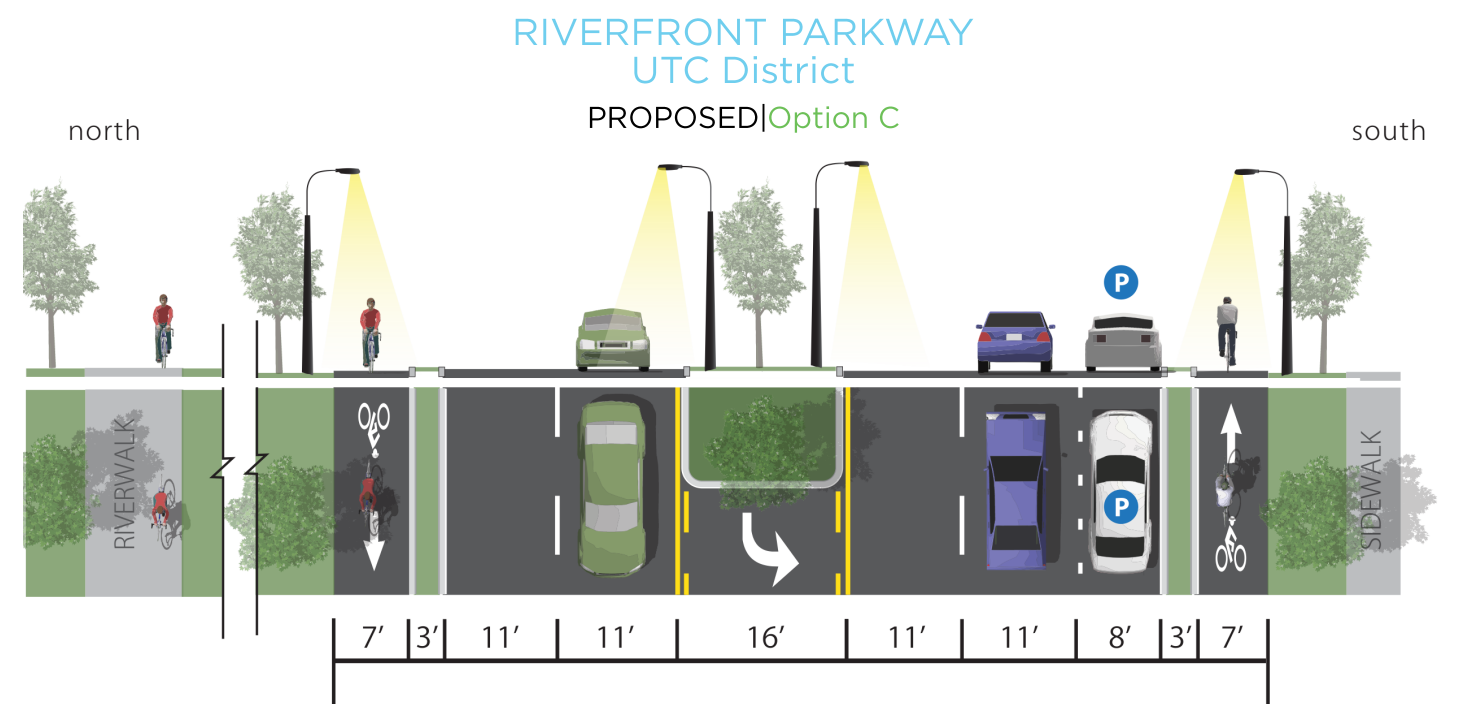 RIVERFRONT PARKWAY
UTC District
PROPOSED|Option C
north
south
P
RIVERWALK
P
SIDEWALK
7’ 3’ 11’ 11’ 16’ 11’ 11’ 8’ 3’ 7’